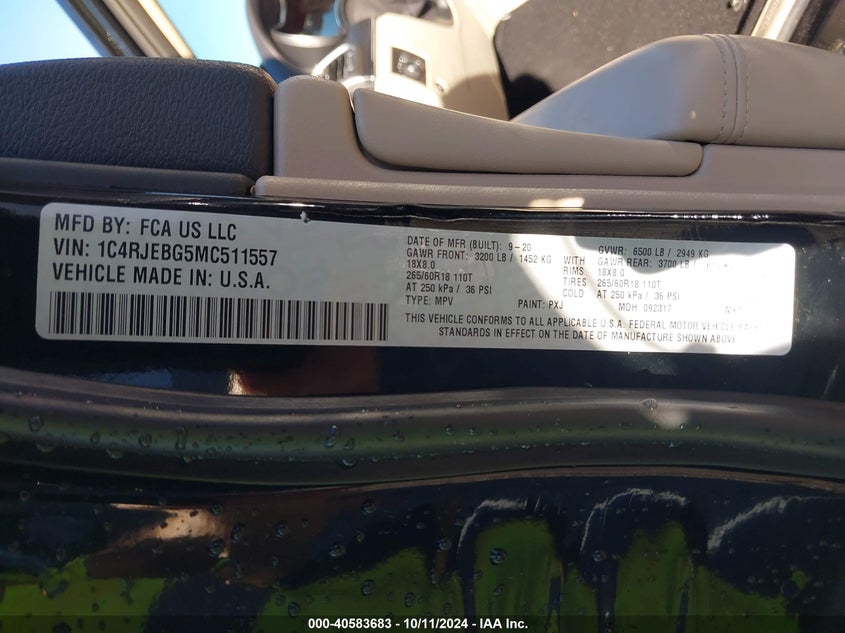 MFD BY: FCA US LLC
VIN: 1C4RJEBG5MC511557
VEHICLE MADE IN: U.S.A.
DATE OF MFR (BUILT): 9-20 GVWR: 6500 LB / 2949 KG
GAWR FRONT: 3200 LB / 1452 KG WITH GAWR REAR: 3700 LB /
18X8.0 RIMS 18X8.0
265/60R18 110T TIRES 265/60R18 110T
AT 250 kPa / 36 PSI COLD AT 250 kPa / 36 PSI
TYPE: MPV PAINT: PXJ MDH: 092317
THIS VEHICLE CONFORMS TO ALL APPLICABLE U.S.A. FEDERAL MOTOR VEHICLE SAFETY
STANDARDS IN EFFECT ON THE DATE OF MANUFACTURE SHOWN ABOVE
000-40583683 - 10/11/2024 - IAA Inc.